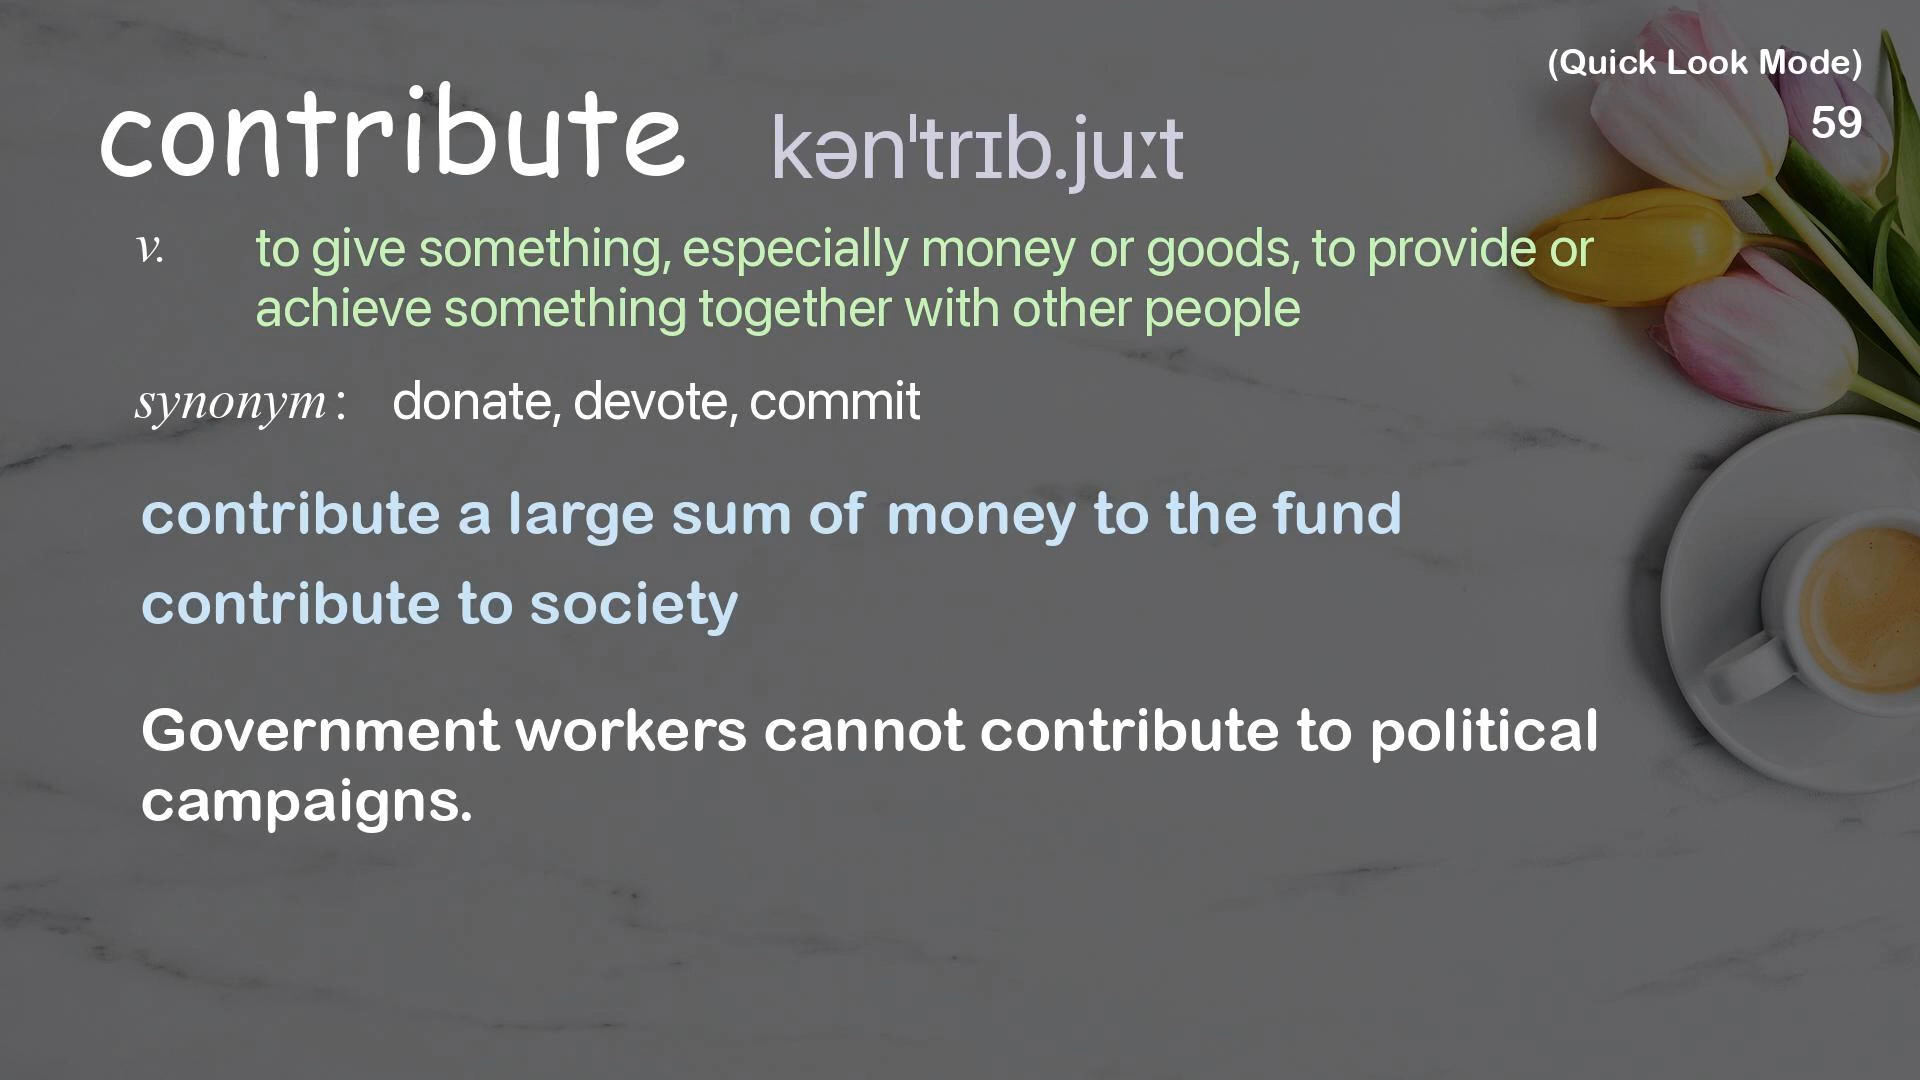 (Quick Look Mode)
59
contribute kənˈtrɪb.juːt
v. to give something, especially money or goods, to provide or
achieve something together with other people
synonym : donate, devote, commit
contribute a large sum of money to the fund
contribute to society
Government workers cannot contribute to political
campaigns.